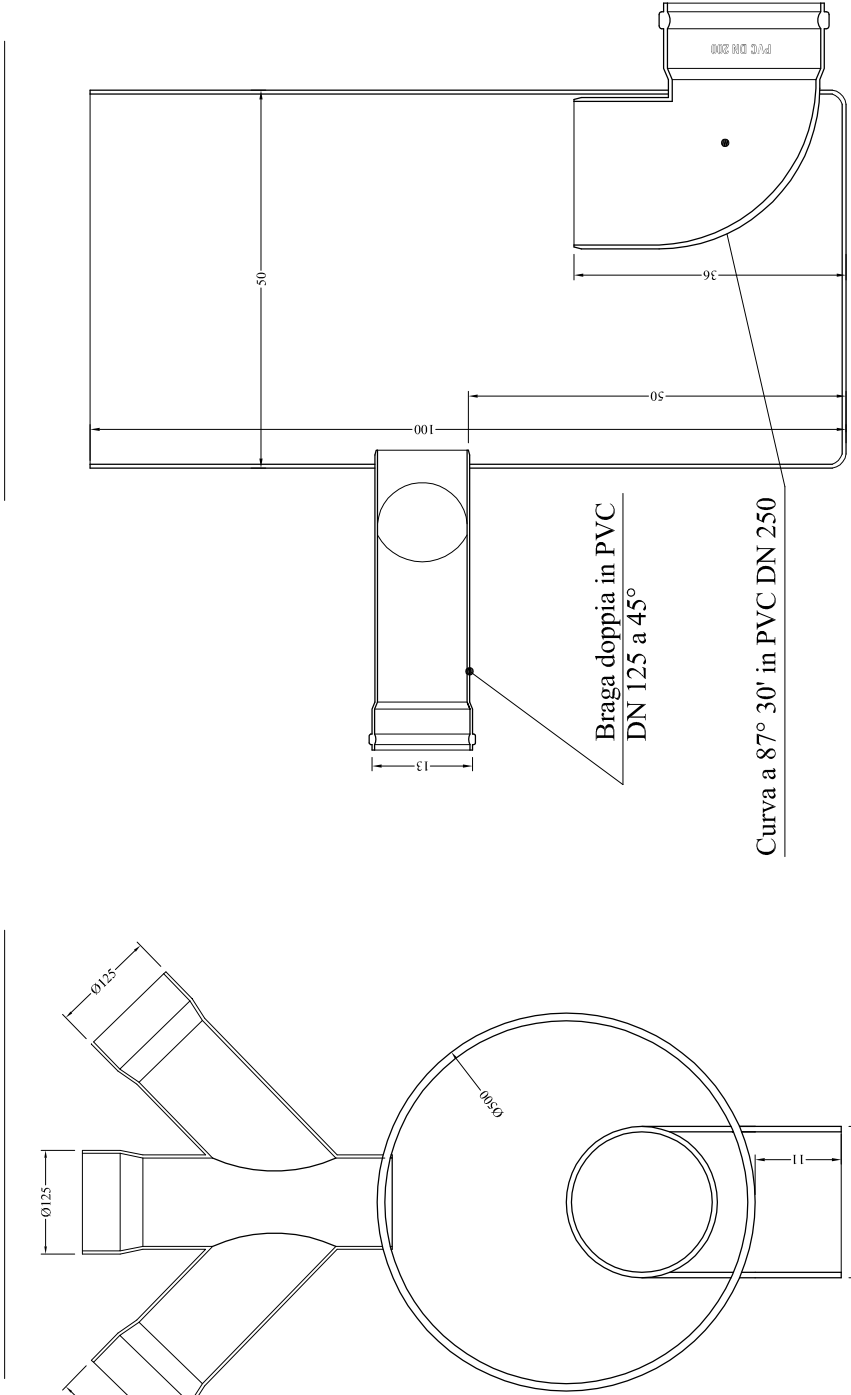 PVC DN 200
50
36
50
100
13
Braga doppia in PVC
DN 125 a 45°
Curva a 87° 30' in PVC DN 250
Ø125
Ø125
Ø500
11